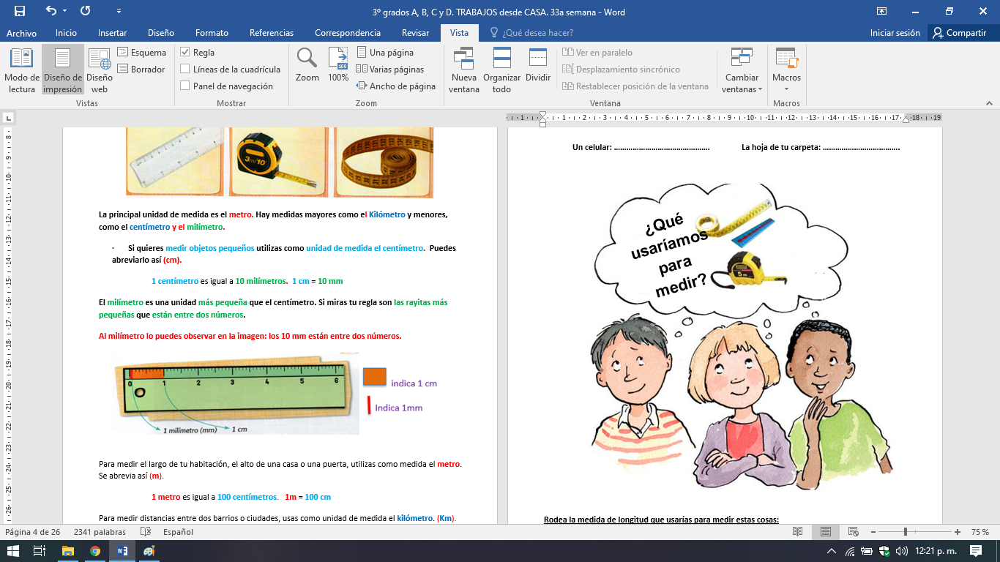 3º grados A, B, C y D. TRABAJOS desde CASA. 33a semana - Word
Archivo Inicio Insertar Diseño Formato Referencias Correspondencia Revisar Vista ¿Qué desea hacer? Iniciar sesión Compartir
Modo de lectura
Diseño de impresión
Diseño web
Esquema
Borrador
Vistas
Regla
Líneas de la cuadrícula
Panel de navegación
Mostrar
Zoom
100%
Una página
Varias páginas
Ancho de página
Zoom
Nueva ventana
Organizar todo
Dividir
Ver en paralelo
Desplazamiento sincrónico
Restablecer posición de la ventana
Ventana
Cambiar ventanas
Macros
Macros
3m/10'
La principal unidad de medida es el metro. Hay medidas mayores como el Kilómetro y menores,
como el centímetro y el milímetro.
· Si quieres medir objetos pequeños utilizas como unidad de medida el centímetro. Puedes
abreviarlo así (cm).
1 centímetro es igual a 10 milímetros. 1 cm = 10 mm
El milímetro es una unidad más pequeña que el centímetro. Si miras tu regla son las rayitas más
pequeñas que están entre dos números.
Al milímetro lo puedes observar en la imagen: los 10 mm están entre dos números.
0 1 2 3 4 5 6
indica 1 cm
Indica 1mm
1 milímetro (mm) 1 cm
Para medir el largo de tu habitación, el alto de una casa o una puerta, utilizas como medida el metro.
Se abrevia así (m).
1 metro es igual a 100 centímetros. 1m = 100 cm
Para medir distancias entre dos barrios o ciudades, usas como unidad de medida el kilómetro. (Km).
Un celular: ……………………………………… La hoja de tu carpeta: ………………………………
¿Qué
usaríamos
para
medir?
Rodea la medida de longitud que usarías para medir estas cosas:
Página 4 de 26 2341 palabras Español 75 %
12:21 p. m.